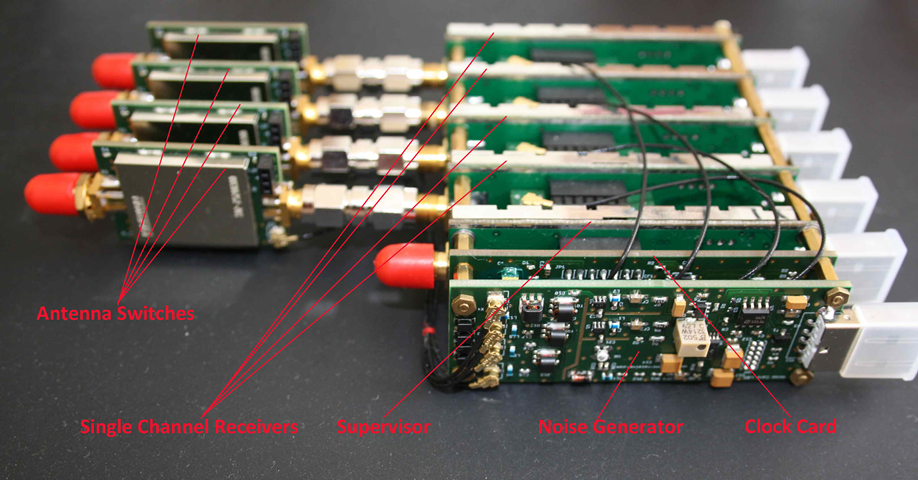 Antenna Switches
Single Channel Receivers
Supervisor
Noise Generator
Clock Card